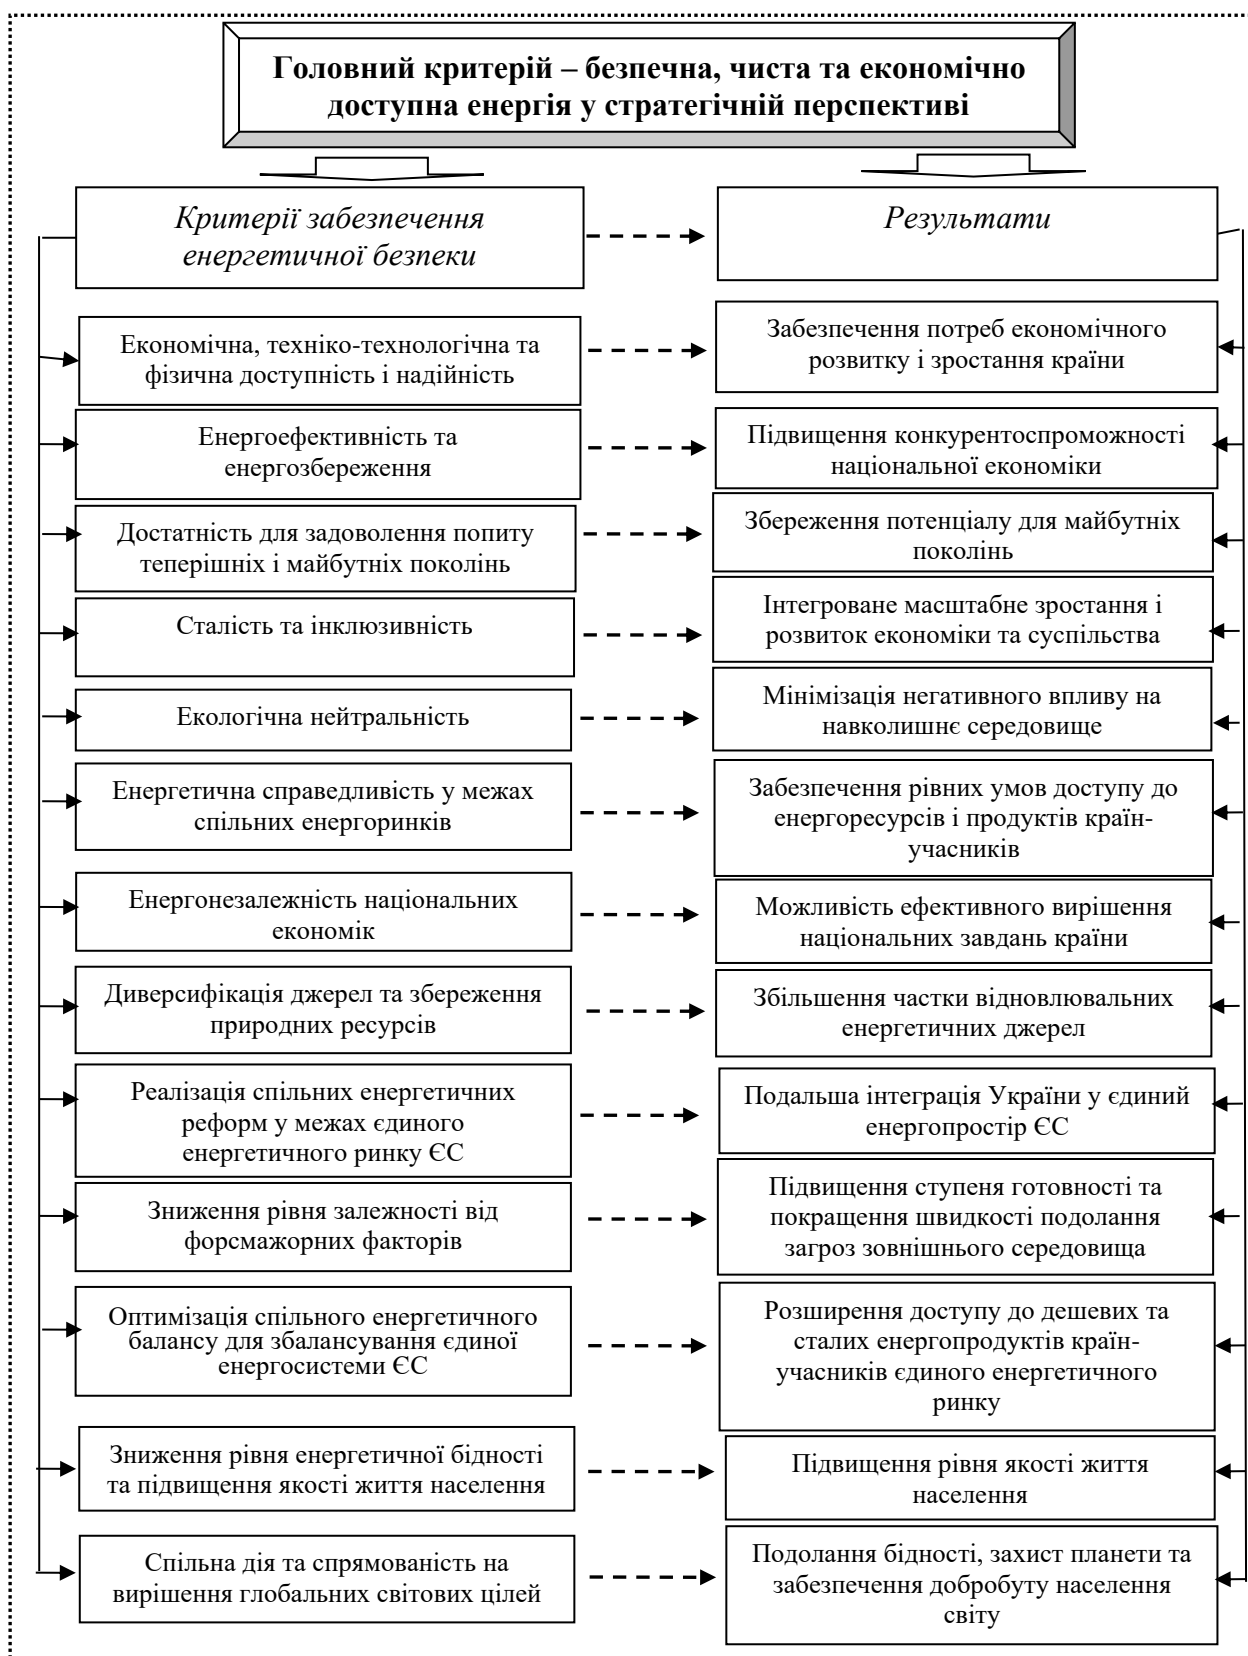 Головний критерій – безпечна, чиста та економічно
доступна енергія у стратегічній перспективі
Критерії забезпечення
енергетичної безпеки
Результати
Економічна, техніко-технологічна та
фізична доступність і надійність
Забезпечення потреб економічного
розвитку і зростання країни
Енергоефективність та
енергозбереження
Підвищення конкурентоспроможності
національної економіки
Достатність для задоволення попиту
теперішніх і майбутніх поколінь
Збереження потенціалу для майбутніх
поколінь
Сталість та інклюзивність
Інтегроване масштабне зростання і
розвиток економіки та суспільства
Екологічна нейтральність
Мінімізація негативного впливу на
навколишнє середовище
Енергетична справедливість у межах
спільних енергоринків
Забезпечення рівних умов доступу до
енергоресурсів і продуктів країн-
учасників
Енергонезалежність національних
економік
Можливість ефективного вирішення
національних завдань країни
Диверсифікація джерел та збереження
природних ресурсів
Збільшення частки відновлювальних
енергетичних джерел
Реалізація спільних енергетичних
реформ у межах єдиного
енергетичного ринку ЄС
Подальша інтеграція України у єдиний
енергопростір ЄС
Зниження рівня залежності від
форсмажорних факторів
Підвищення ступеня готовності та
покращення швидкості подолання
загроз зовнішнього середовища
Оптимізація спільного енергетичного
балансу для збалансування єдиної
енергосистеми ЄС
Розширення доступу до дешевих та
сталих енергопродуктів країн-
учасників єдиного енергетичного
ринку
Зниження рівня енергетичної бідності
та підвищення якості життя населення
Підвищення рівня якості життя
населення
Спільна дія та спрямованість на
вирішення глобальних світових цілей
Подолання бідності, захист планети та
забезпечення добробуту населення
світу